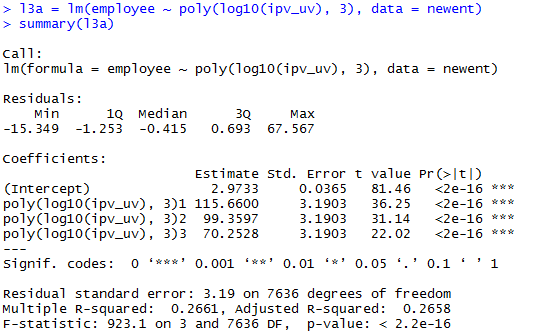 > l3a = lm(employee ~ poly(log10(ipv_uv), 3), data = newent)
> summary(l3a)
Call:
lm(formula = employee ~ poly(log10(ipv_uv), 3), data = newent)
Residuals:
    Min      1Q  Median      3Q     Max
-15.349  -1.253  -0.415   0.693  67.567
Coefficients:
                        Estimate Std. Error t value Pr(>|t|)
(Intercept)               2.9733     0.0365   81.46   <2e-16 ***
poly(log10(ipv_uv), 3)1 115.6600     3.1903   36.25   <2e-16 ***
poly(log10(ipv_uv), 3)2  99.3597     3.1903   31.14   <2e-16 ***
poly(log10(ipv_uv), 3)3  70.2528     3.1903   22.02   <2e-16 ***
---
Signif. codes:  0 ‘***’ 0.001 ‘**’ 0.01 ‘*’ 0.05 ‘.’ 0.1 ‘ ’ 1
Residual standard error: 3.19 on 7636 degrees of freedom
Multiple R-squared:  0.2661, Adjusted R-squared:  0.2658
F-statistic: 923.1 on 3 and 7636 DF,  p-value: < 2.2e-16